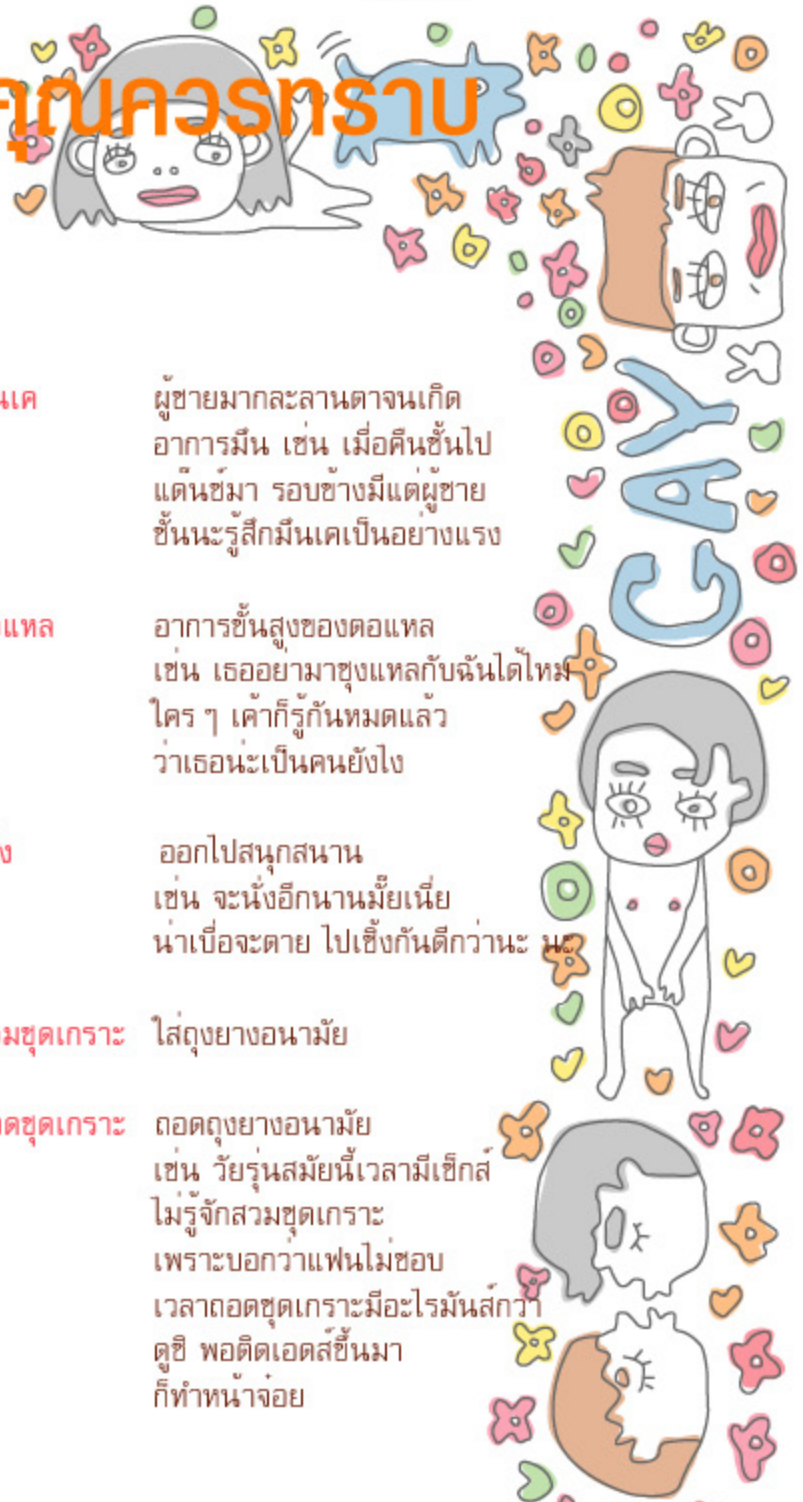 คุณควรทราบ
นเค ผู้ชายมากละลานตาจนเกิด
อาการมึน เช่น เมื่อคืนชั้นไป
แด๊นซ์มา รอบข้างมีแต่ผู้ชาย
ชั้นนะรู้สึกมึนเคเป็นอย่างแรง
แหล อาการขั้นสูงของตอแหล
เช่น เธออย่ามาชุงแหลกับฉันได้ไหม
ใคร ๆ เค้าก็รู้กันหมดแล้ว
ว่าเธอน่ะเป็นคนยังไง
ง ออกไปสนุกสนาน
เช่น จะนั่งอีกนานมั๊ยเนี่ย
น่าเบื่อจะตาย ไปเชิ้งกันดีกว่านะ นะ
วมชุดเกราะ ใส่ถุงยางอนามัย
ดชุดเกราะ ถอดถุงยางอนามัย
เช่น วัยรุ่นสมัยนี้เวลามีเซ็กส์
ไม่รู้จักสวมชุดเกราะ
เพราะบอกว่าแฟนไม่ชอบ
เวลาถอดชุดเกราะมีอะไรมันส์กว่า
ดูซิ พอติดเอดส์ขึ้นมา
ก็ทำหน้าจ๋อย
GAY